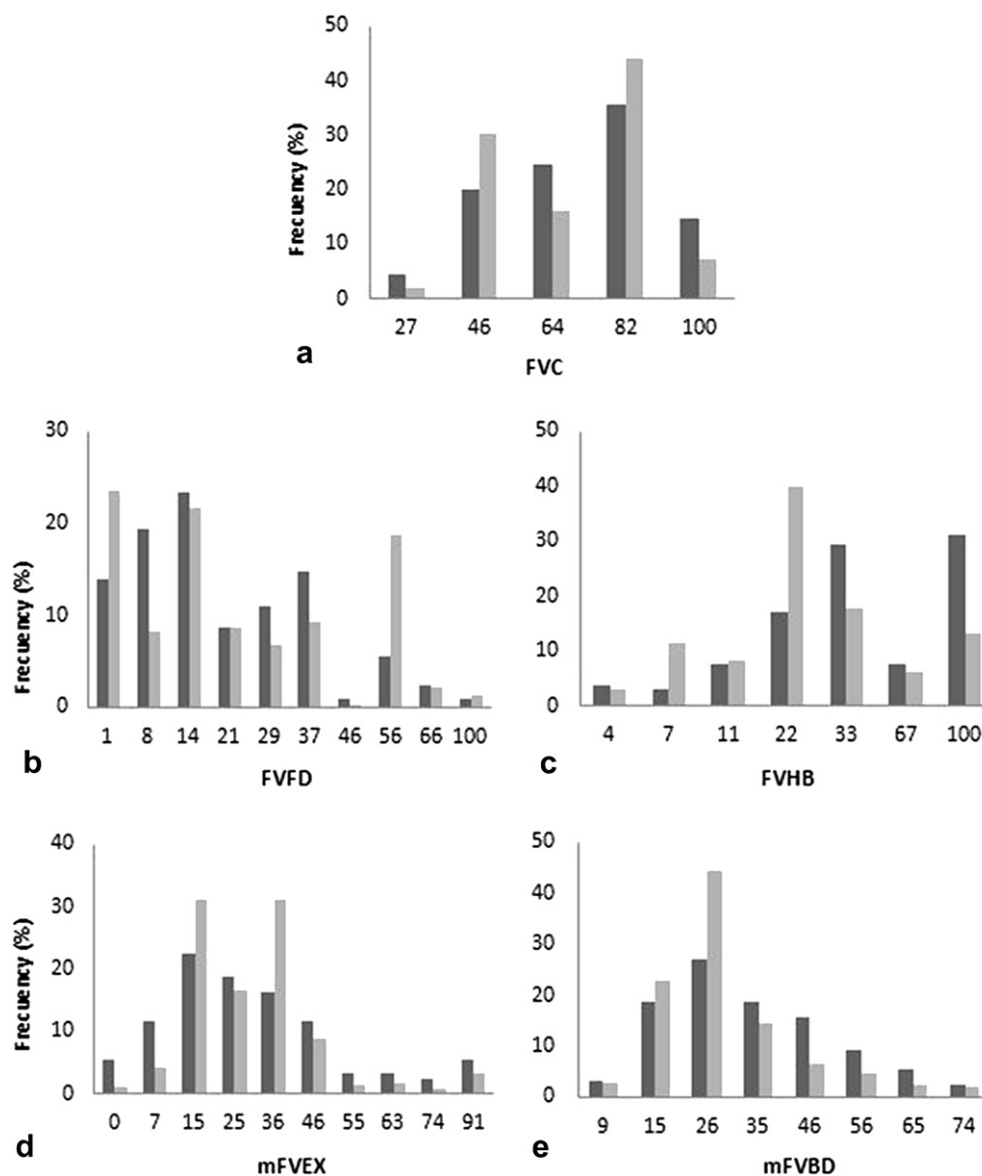 50
40
30
20
10
0
Frecuency (%)
27 46 64 82 100
FVC
a
30
20
10
0
Frecuency (%)
1 8 14 21 29 37 46 56 66 100
FVFD
b
50
40
30
20
10
0
4 7 11 22 33 67 100
FVHB
c
40
30
20
10
0
Frecuency (%)
0 7 15 25 36 46 55 63 74 91
mFVEX
d
50
40
30
20
10
0
9 15 26 35 46 56 65 74
mFVBD
e